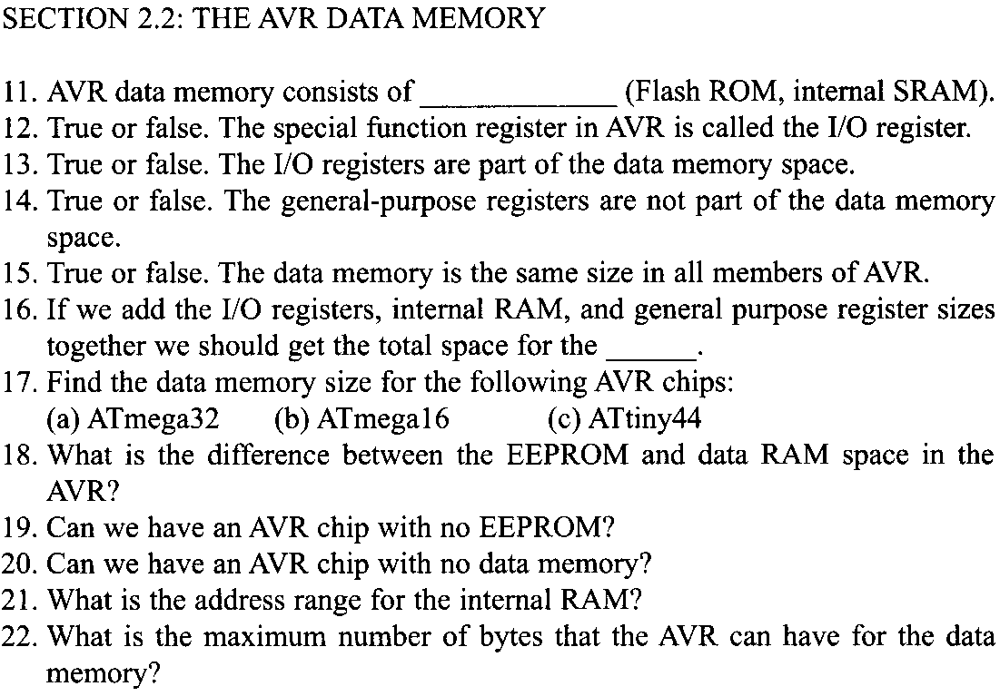 SECTION 2.2: THE AVR DATA MEMORY
11. AVR data memory consists of _____________ (Flash ROM, internal SRAM).
12. True or false. The special function register in AVR is called the I/O register.
13. True or false. The I/O registers are part of the data memory space.
14. True or false. The general-purpose registers are not part of the data memory
space.
15. True or false. The data memory is the same size in all members of AVR.
16. If we add the I/O registers, internal RAM, and general purpose register sizes
together we should get the total space for the ______.
17. Find the data memory size for the following AVR chips:
(a) ATmega32 (b) ATmega16 (c) ATtiny44
18. What is the difference between the EEPROM and data RAM space in the
AVR?
19. Can we have an AVR chip with no EEPROM?
20. Can we have an AVR chip with no data memory?
21. What is the address range for the internal RAM?
22. What is the maximum number of bytes that the AVR can have for the data
memory?